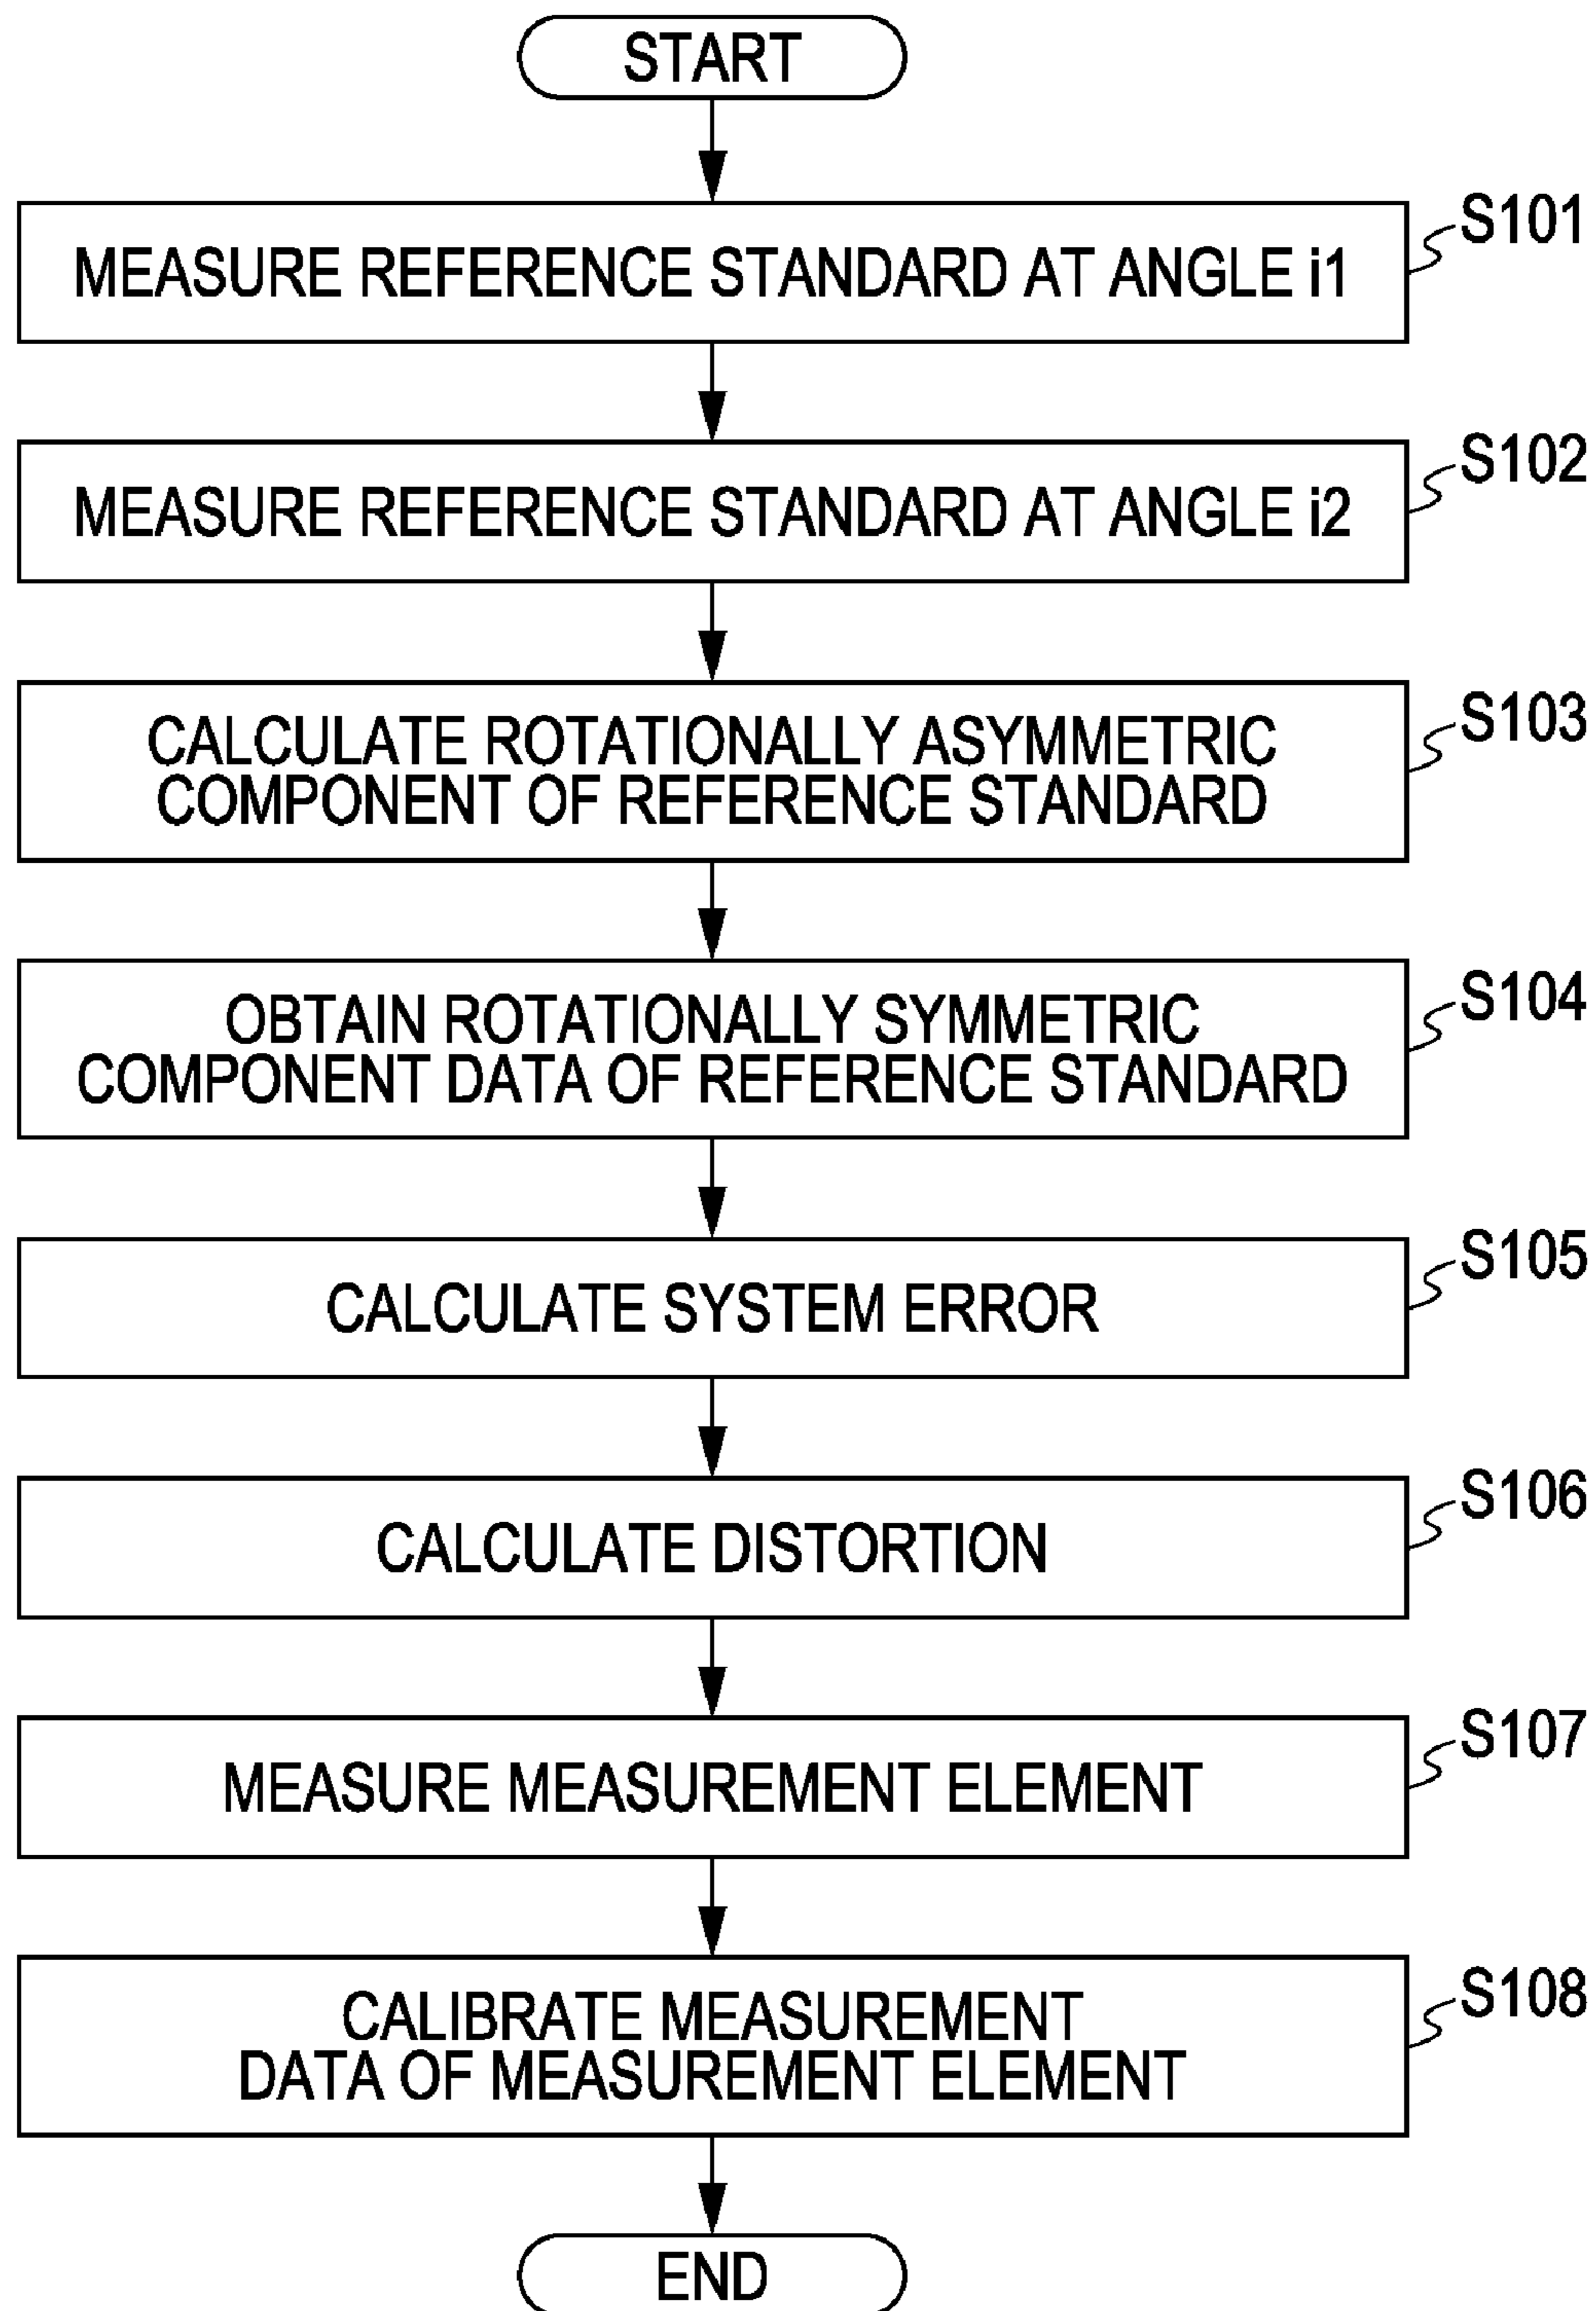 START
S101
MEASURE REFERENCE STANDARD AT ANGLE i1
S102
MEASURE REFERENCE STANDARD AT ANGLE i2
S103
CALCULATE ROTATIONALLY ASYMMETRIC
COMPONENT OF REFERENCE STANDARD
S104
OBTAIN ROTATIONALLY SYMMETRIC
COMPONENT DATA OF REFERENCE STANDARD
S105
CALCULATE SYSTEM ERROR
S106
CALCULATE DISTORTION
S107
MEASURE MEASUREMENT ELEMENT
S108
CALIBRATE MEASUREMENT
DATA OF MEASUREMENT ELEMENT
END